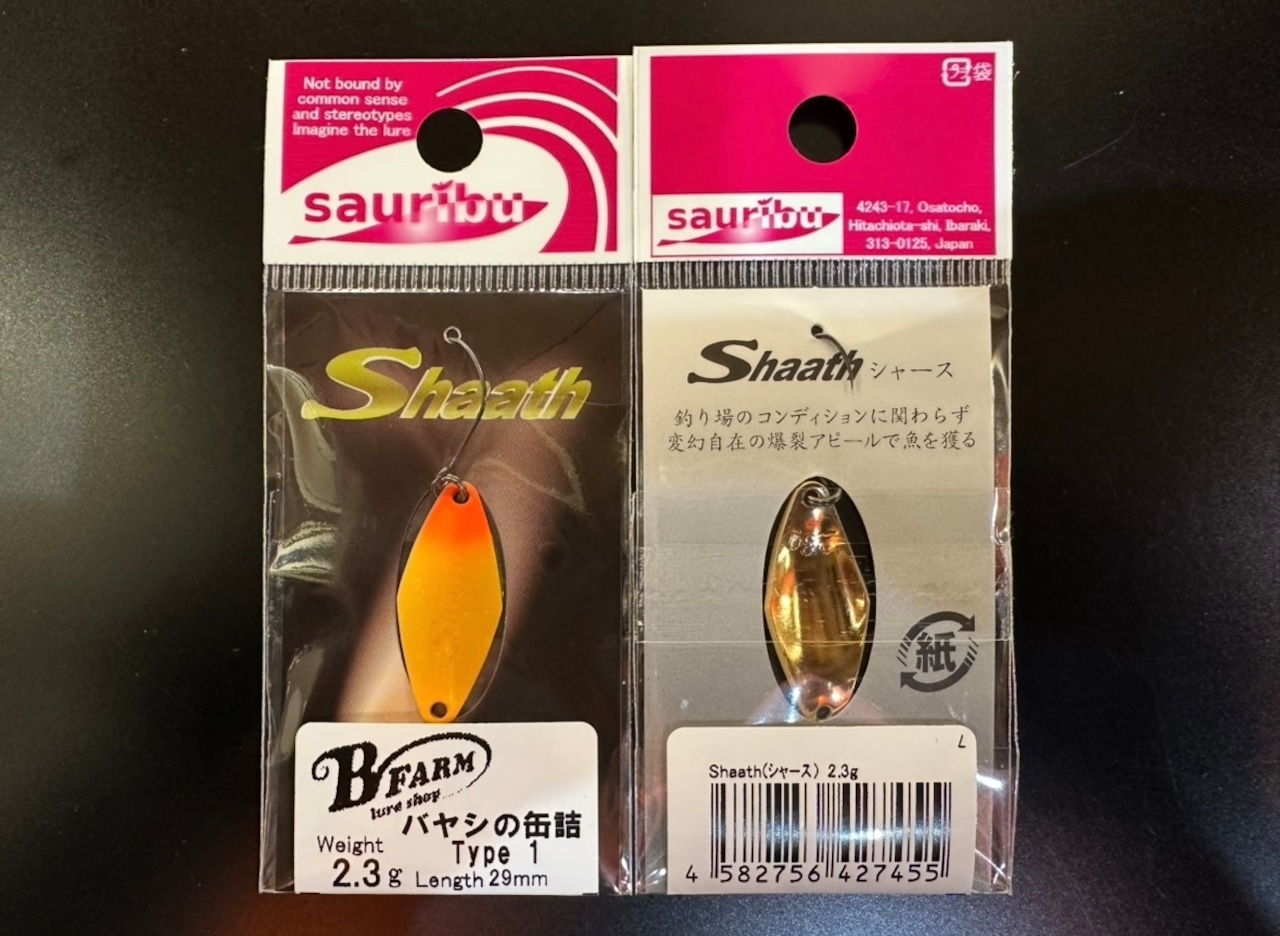 Not bound by
common sense
and stereotypes
Imagine the lure
sauribu
Shaath
B FARM
lure shop
バヤシの缶詰
Type 1
Weight
2.3g
Length 29mm
プラ 袋
sauribu
4243-17, Osatocho,
Hitachiota-shi, Ibaraki,
313-0125, Japan
Shaath シャース
釣り場のコンディションに関わらず
変幻自在の爆裂アピールで魚を獲る
紙
L
Shaath(シャース) 2.3g
4 582756 427455